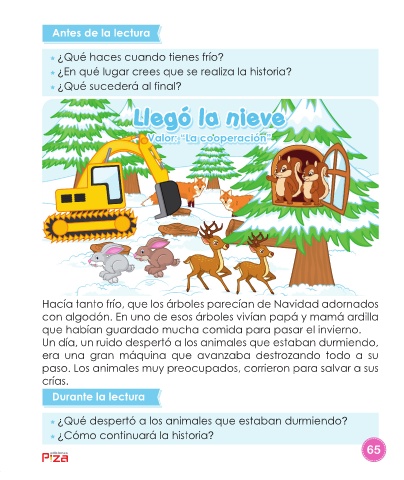 Antes de la lectura
¿Qué haces cuando tienes frío?
¿En qué lugar crees que se realiza la historia?
¿Qué sucederá al final?
Llegó la nieve
Valor: "La cooperación"
Hacía tanto frío, que los árboles parecían de Navidad adornados
con algodón. En uno de esos árboles vivían papá y mamá ardilla
que habían guardado mucha comida para pasar el invierno.
Un día, un ruido despertó a los animales que estaban durmiendo,
era una gran máquina que avanzaba destrozando todo a su
paso. Los animales muy preocupados, corrieron para salvar a sus
crías.
Durante la lectura
¿Qué despertó a los animales que estaban durmiendo?
¿Cómo continuará la historia?
65